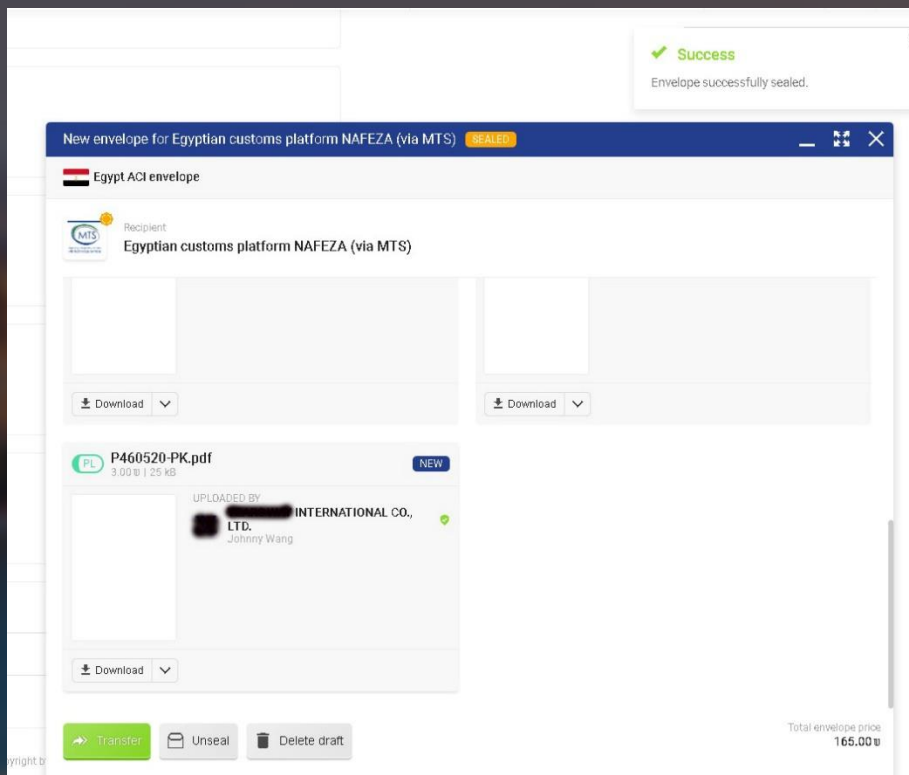 Success
Envelope successfully sealed.
New envelope for Egyptian customs platform NAFEZA (via MTS) SEALED
Egypt ACI envelope
MTS
Recipient
Egyptian customs platform NAFEZA (via MTS)
Download
Download
PL P460520-PK.pdf NEW
3.00 | 25 kB
UPLOADED BY
INTERNATIONAL CO.,
LTD.
Johnny Wang
Download
Transfer Unseal Delete draft
Total envelope price
165.00
yright b